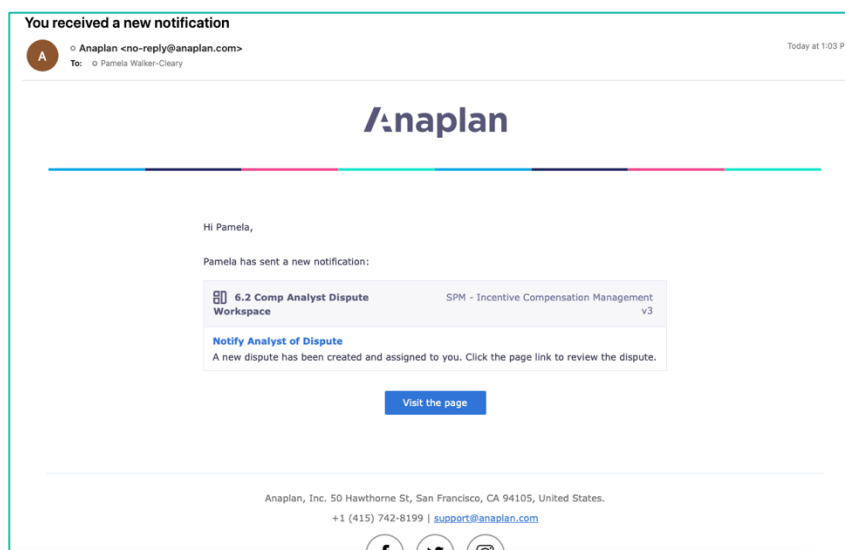 You received a new notification
A
Anaplan <no-reply@anaplan.com>
Today at 1:03 P
To: Pamela Walker-Cleary
Anaplan
Hi Pamela,
Pamela has sent a new notification:
6.2 Comp Analyst Dispute
Workspace
SPM - Incentive Compensation Management
v3
Notify Analyst of Dispute
A new dispute has been created and assigned to you. Click the page link to review the dispute.
Visit the page
Anaplan, Inc. 50 Hawthorne St, San Francisco, CA 94105, United States.
+1 (415) 742-8199 | support@anaplan.com